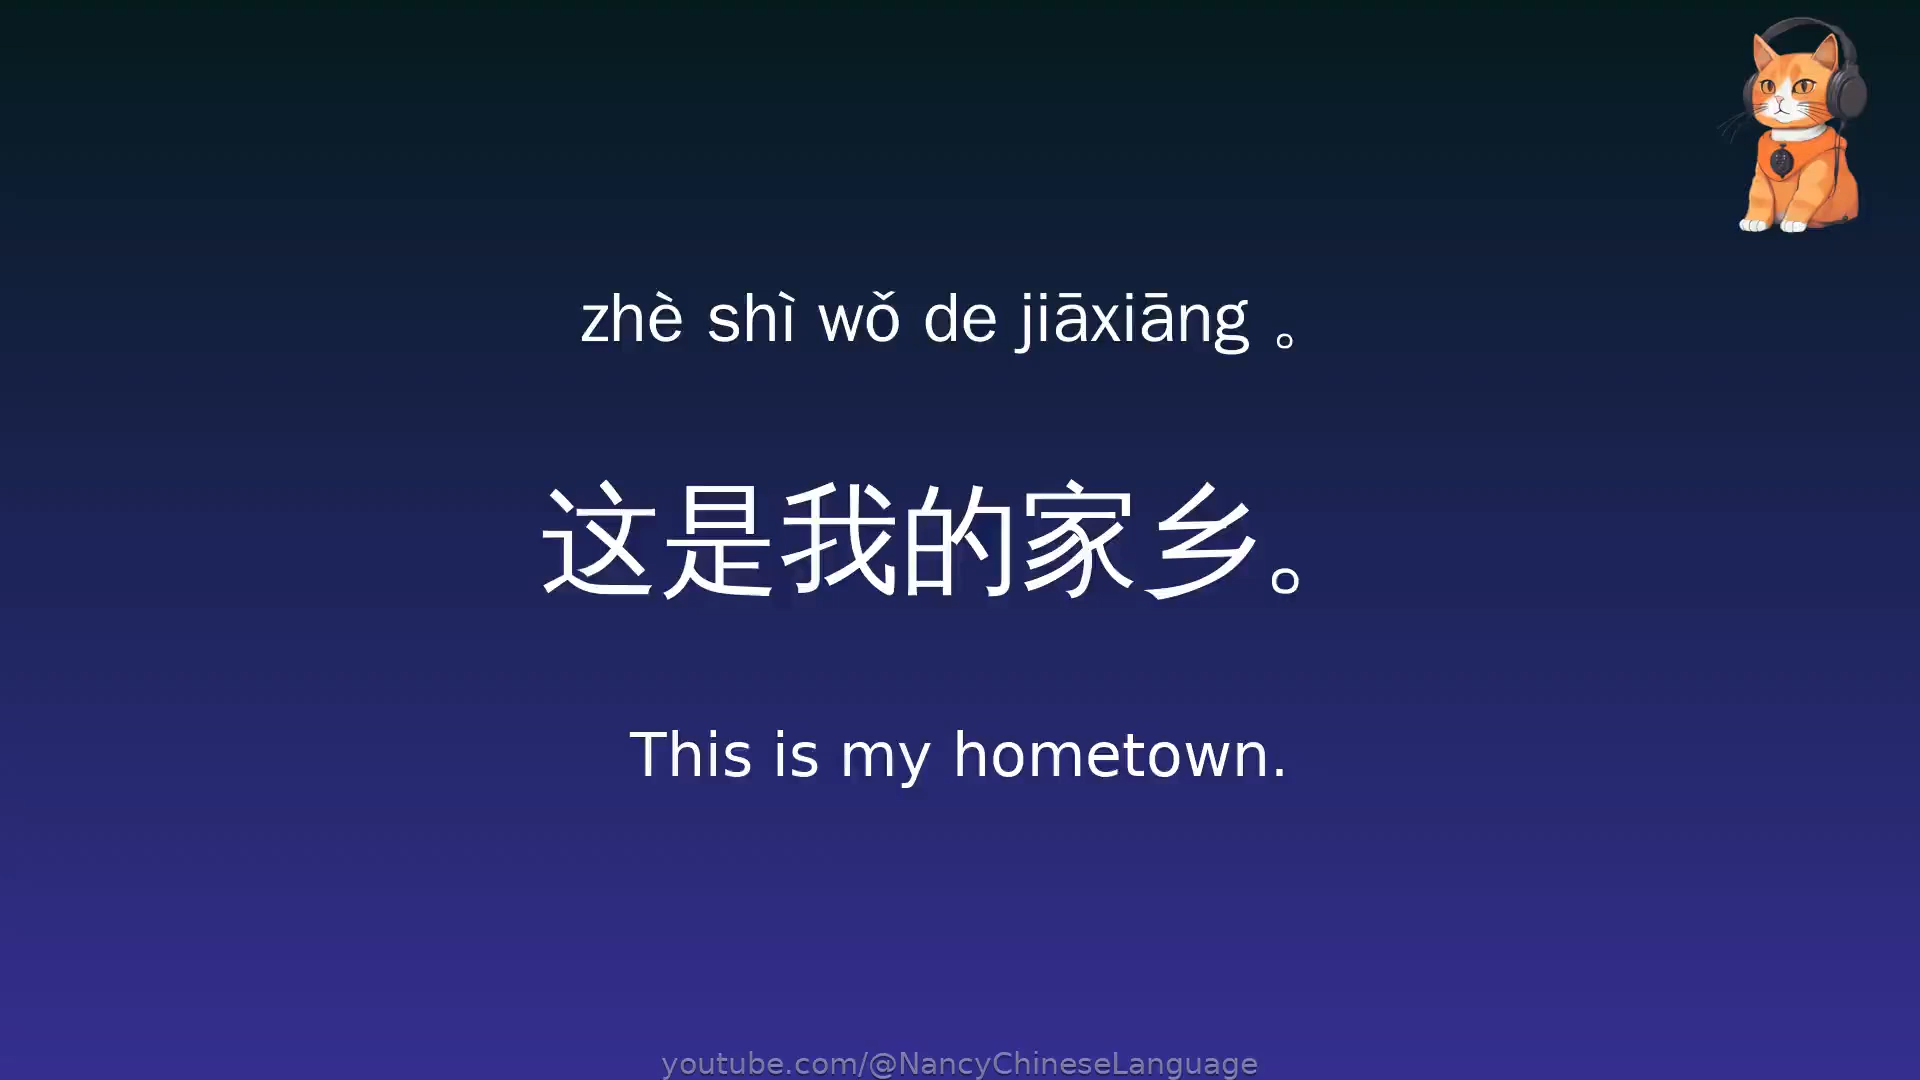 zhè shì wǒ de jiāxiāng 。
这是我的家乡。
This is my hometown.
youtube.com/@NancyChineseLanguage